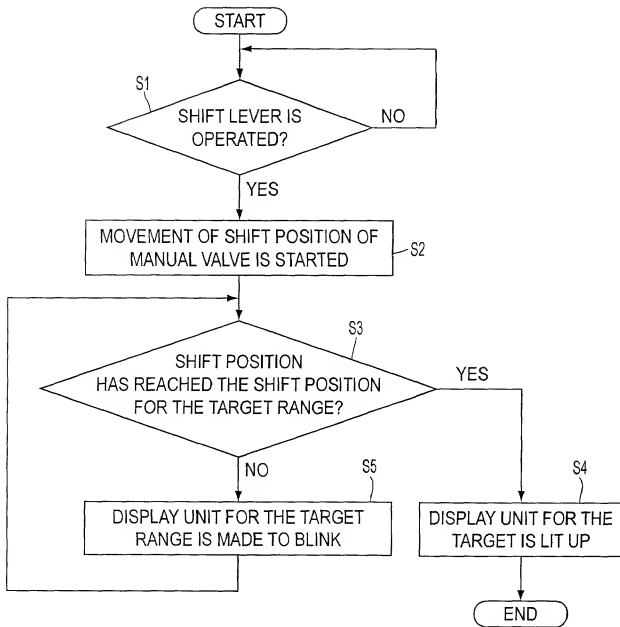 START
S1
SHIFT LEVER IS
OPERATED?
NO
YES
MOVEMENT OF SHIFT POSITION OF
MANUAL VALVE IS STARTED
S2
S3
SHIFT POSITION
HAS REACHED THE SHIFT POSITION
FOR THE TARGET RANGE?
YES
NO
S5
DISPLAY UNIT FOR THE TARGET
RANGE IS MADE TO BLINK
S4
DISPLAY UNIT FOR THE
TARGET IS LIT UP
END